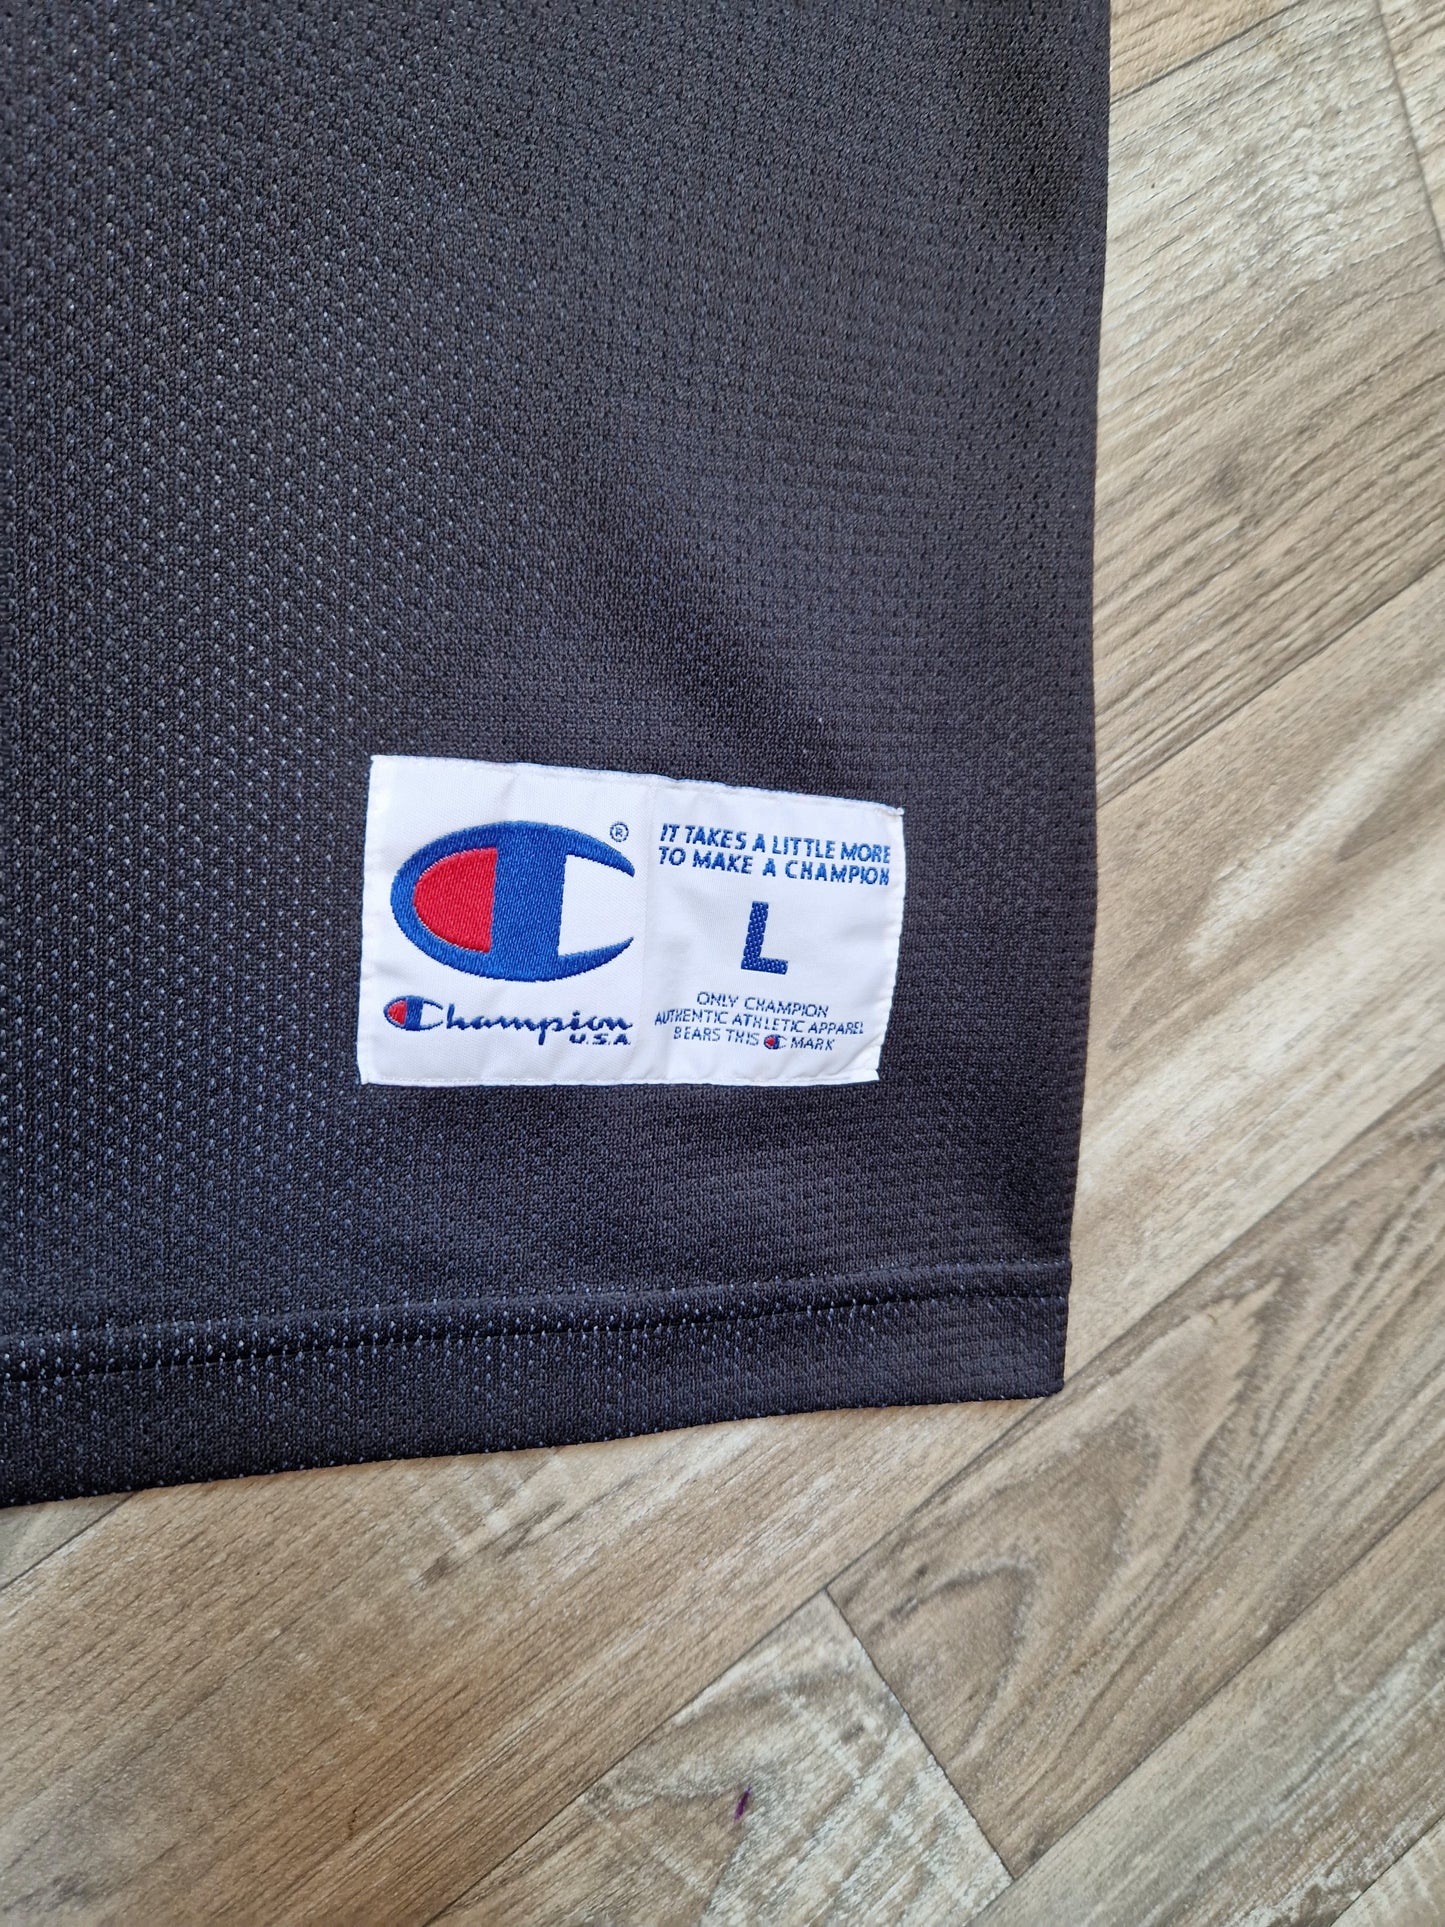 ®
Champion
U.S.A.
IT TAKES A LITTLE MORE
TO MAKE A CHAMPION
L
ONLY CHAMPION
AUTHENTIC ATHLETIC APPAREL
BEARS THIS C MARK